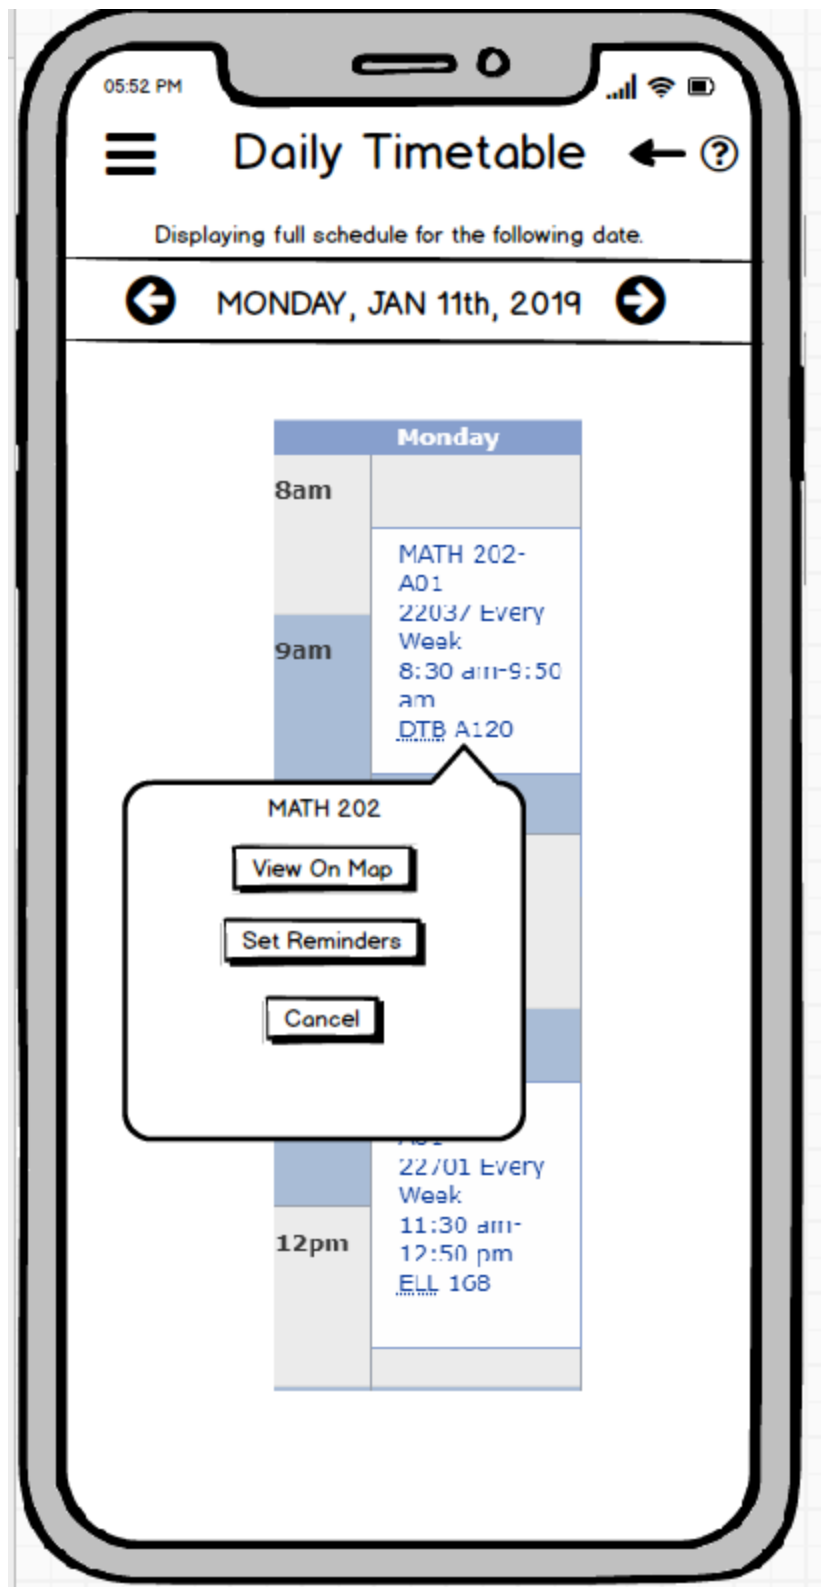 05:52 PM
Daily Timetable
Displaying full schedule for the following date.
MONDAY, JAN 11th, 2019
Monday
8am
MATH 202-
A01
22037 Every
Week
9am
8:30 am-9:50
am
DTB A120
MATH 202
View On Map
Set Reminders
Cancel
22701 Every
Week
11:30 am-
12pm
12:50 pm
ELL 168